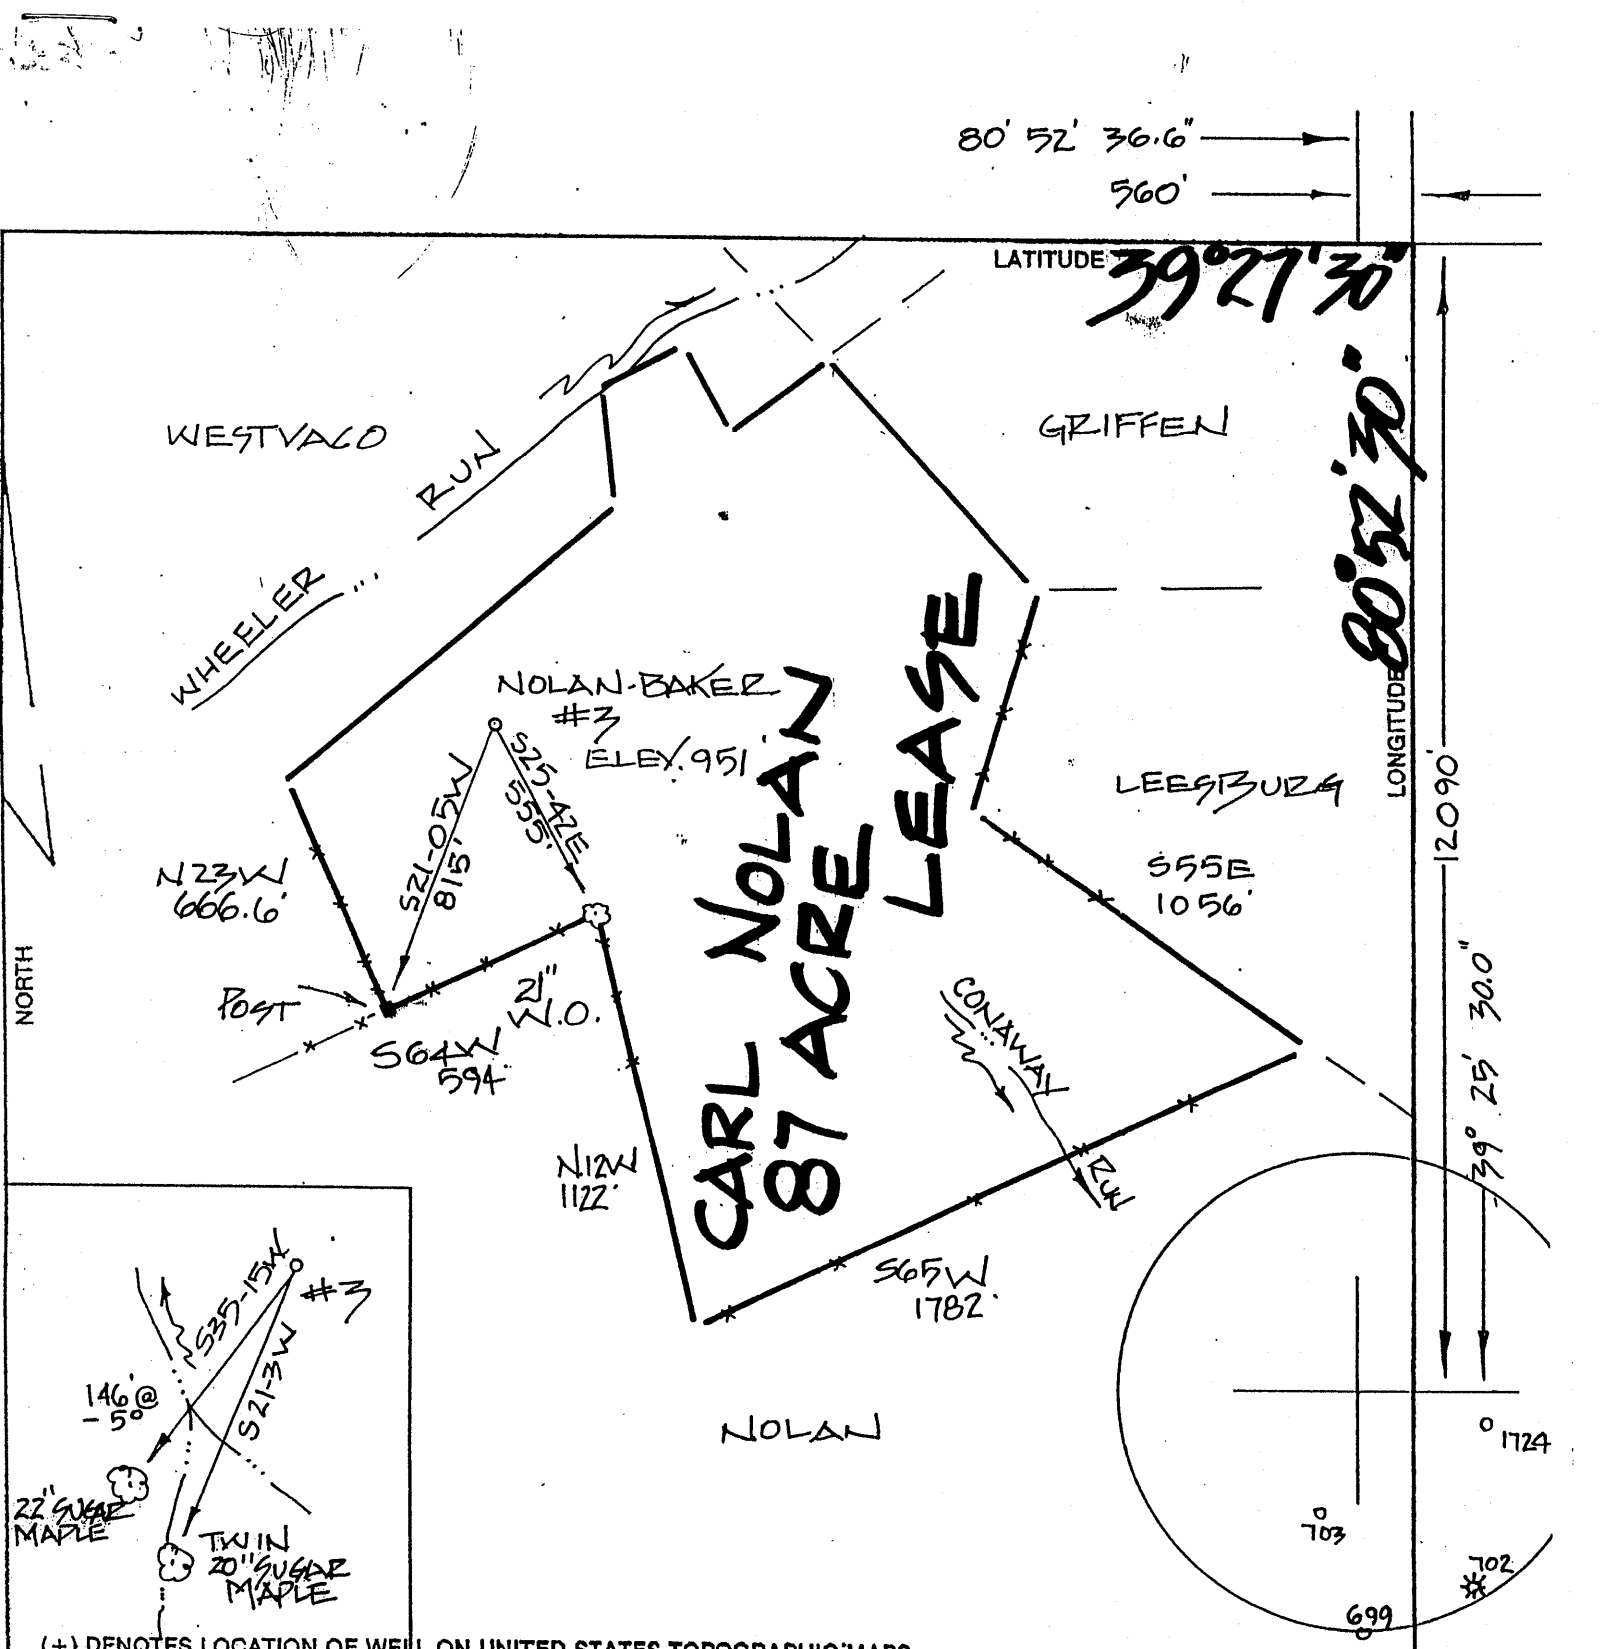 80' 52' 36.6"
560'
LATITUDE 39°27'30"
WESTVACO
GRIFFEN
RUN
80°52'30"
LONGITUDE
WHEELER
NOLAN-BAKER
#3
ELEV. 951'
S25-42E
555'
S21-05W
815'
CARL NOLAN
87 ACRE
LEASE
LEESBURG
12090'
N23W
666.6'
S55E
1056'
39° 25' 30.0"
NORTH
POST
21"
W.O.
S64W
594'
CONAWAY
RUN
N12W
1122'
S65W
1782'
S35-15W
#3
S21-3W
146'@
-5°
NOLAN
1724
22" SUGAR
MAPLE
TWIN
20" SUGAR
MAPLE
703
702
699
(+) DENOTES LOCATION OF WELL ON UNITED STATES TOPOGRAPHIC MAPS